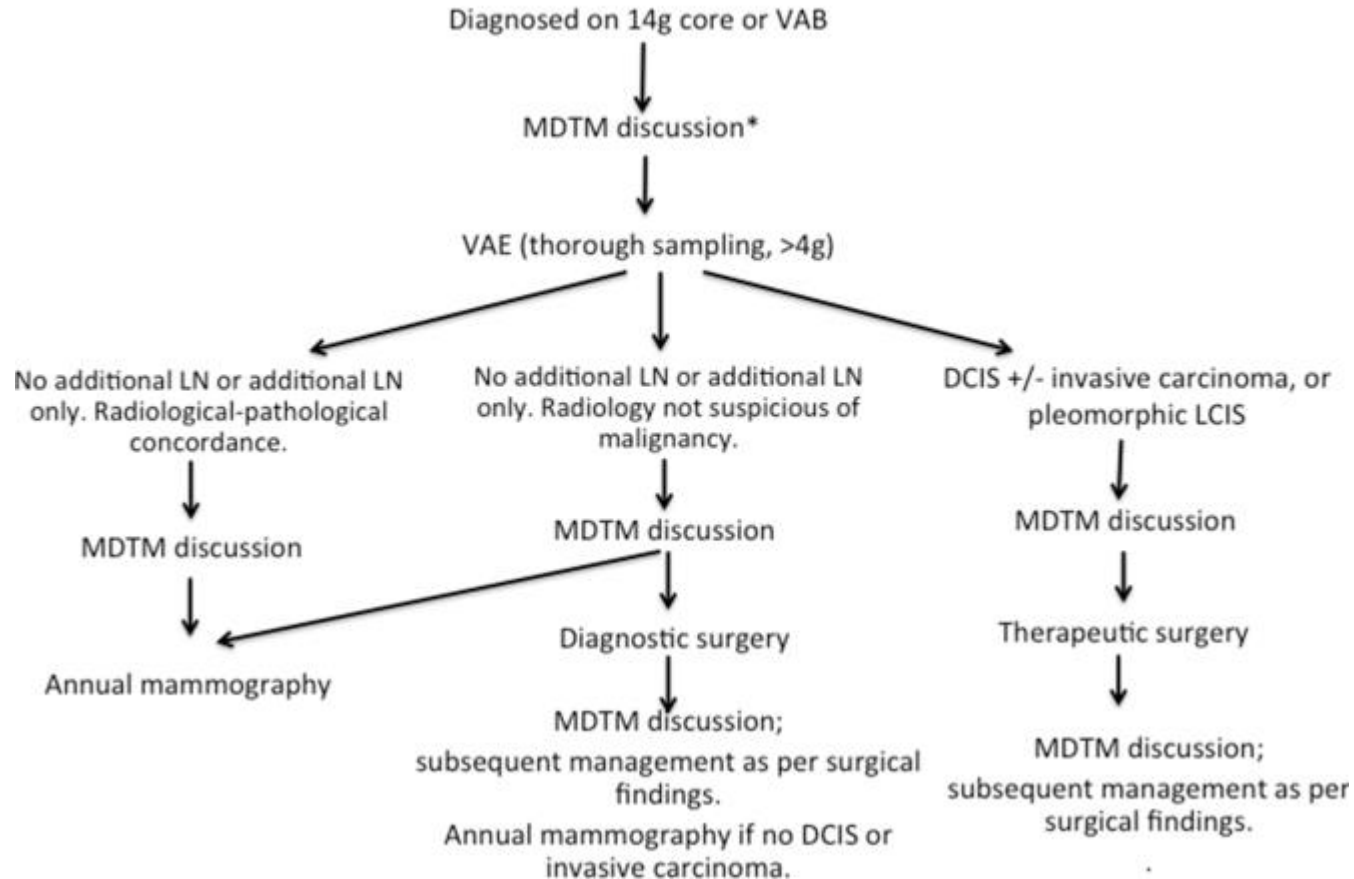 Diagnosed on 14g core or VAB
MDTM discussion*
VAE (thorough sampling, >4g)
No additional LN or additional LN
only. Radiological-pathological
concordance.
MDTM discussion
Annual mammography
No additional LN or additional LN
only. Radiology not suspicious of
malignancy.
MDTM discussion
Diagnostic surgery
MDTM discussion;
subsequent management as per surgical
findings.
Annual mammography if no DCIS or
invasive carcinoma.
DCIS +/- invasive carcinoma, or
pleomorphic LCIS
MDTM discussion
Therapeutic surgery
MDTM discussion;
subsequent management as per
surgical findings.
.